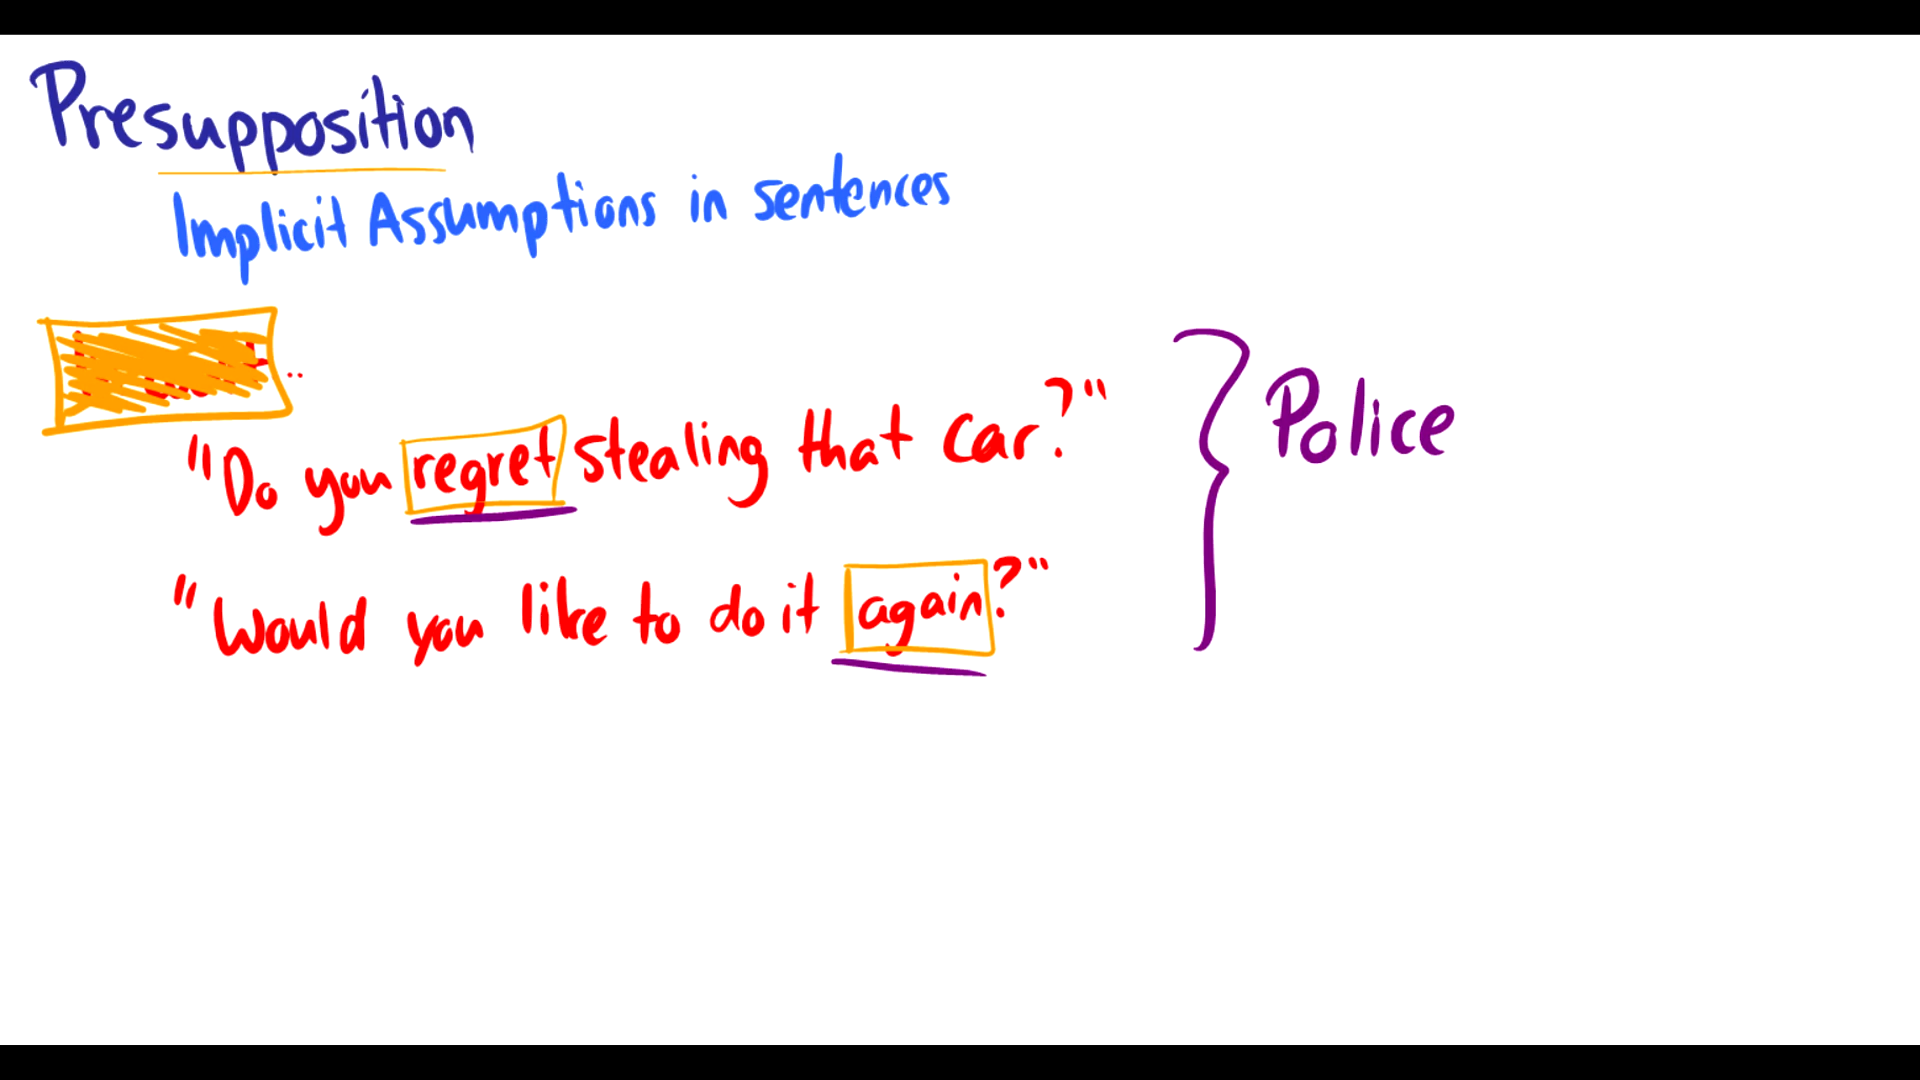 Presupposition
Implicit Assumptions in sentences
"Do you regret stealing that car?"
"Would you like to do it again?"
Police